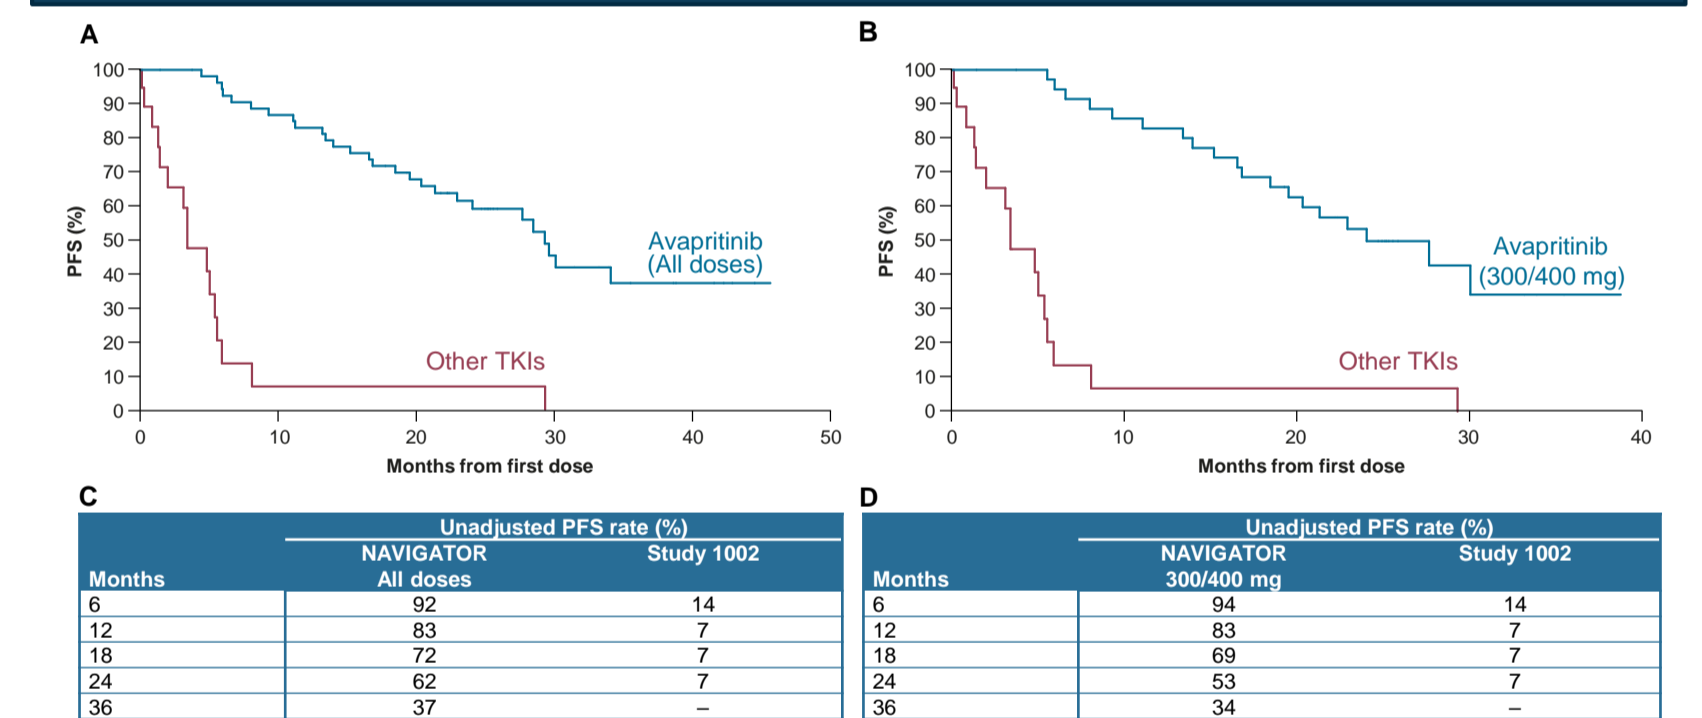 A
100
90
80
70
60
50
40
30
20
10
0
PFS (%)
Avapritinib
(All doses)
Other TKIs
0 10 20 30 40 50
Months from first dose
B
100
90
80
70
60
50
40
30
20
10
0
PFS (%)
Avapritinib
(300/400 mg)
Other TKIs
0 10 20 30 40
Months from first dose
C
Unadjusted PFS rate (%)
NAVIGATOR Study 1002
Months All doses
6 92 14
12 83 7
18 72 7
24 62 7
36 37 –
D
Unadjusted PFS rate (%)
NAVIGATOR Study 1002
Months 300/400 mg
6 94 14
12 83 7
18 69 7
24 53 7
36 34 –